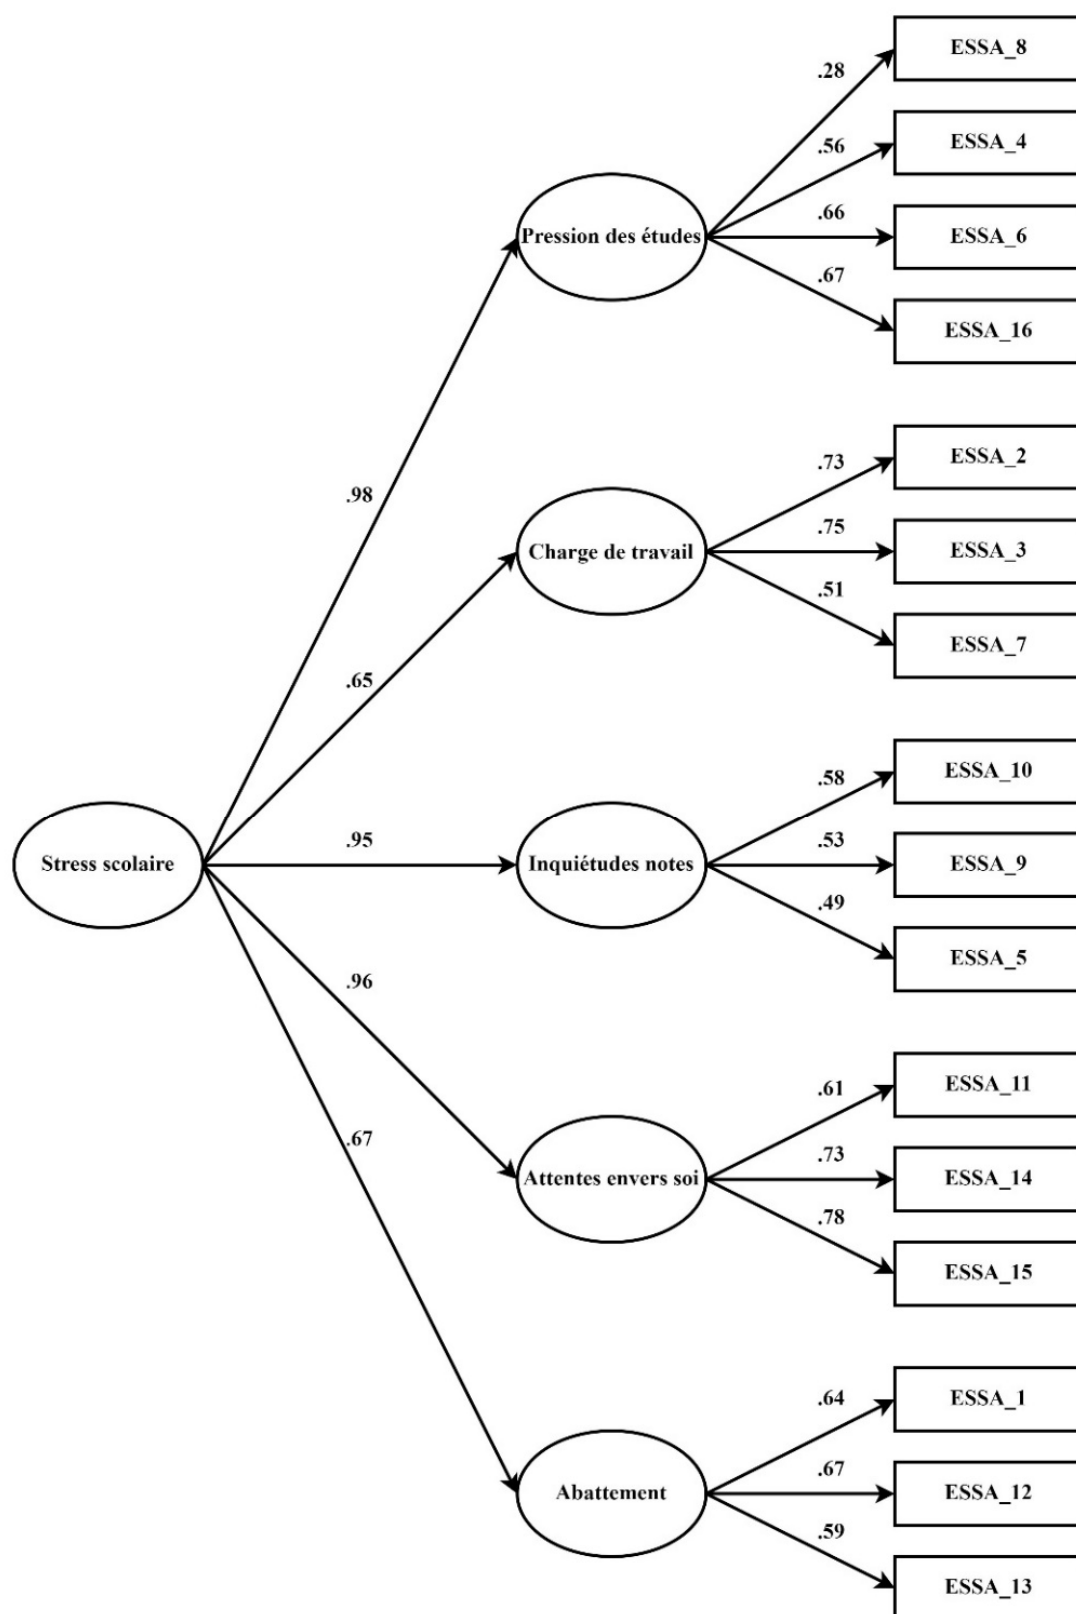 ESSA_8
.28
ESSA_4
.56
Pression des études
.66
ESSA_6
.67
ESSA_16
.98
ESSA_2
.73
Charge de travail
.75
ESSA_3
.51
ESSA_7
.65
ESSA_10
.58
Stress scolaire
.95
Inquiétudes notes
.53
ESSA_9
.49
ESSA_5
.96
ESSA_11
.61
Attentes envers soi
.73
ESSA_14
.78
ESSA_15
.67
ESSA_1
.64
Abattement
.67
ESSA_12
.59
ESSA_13